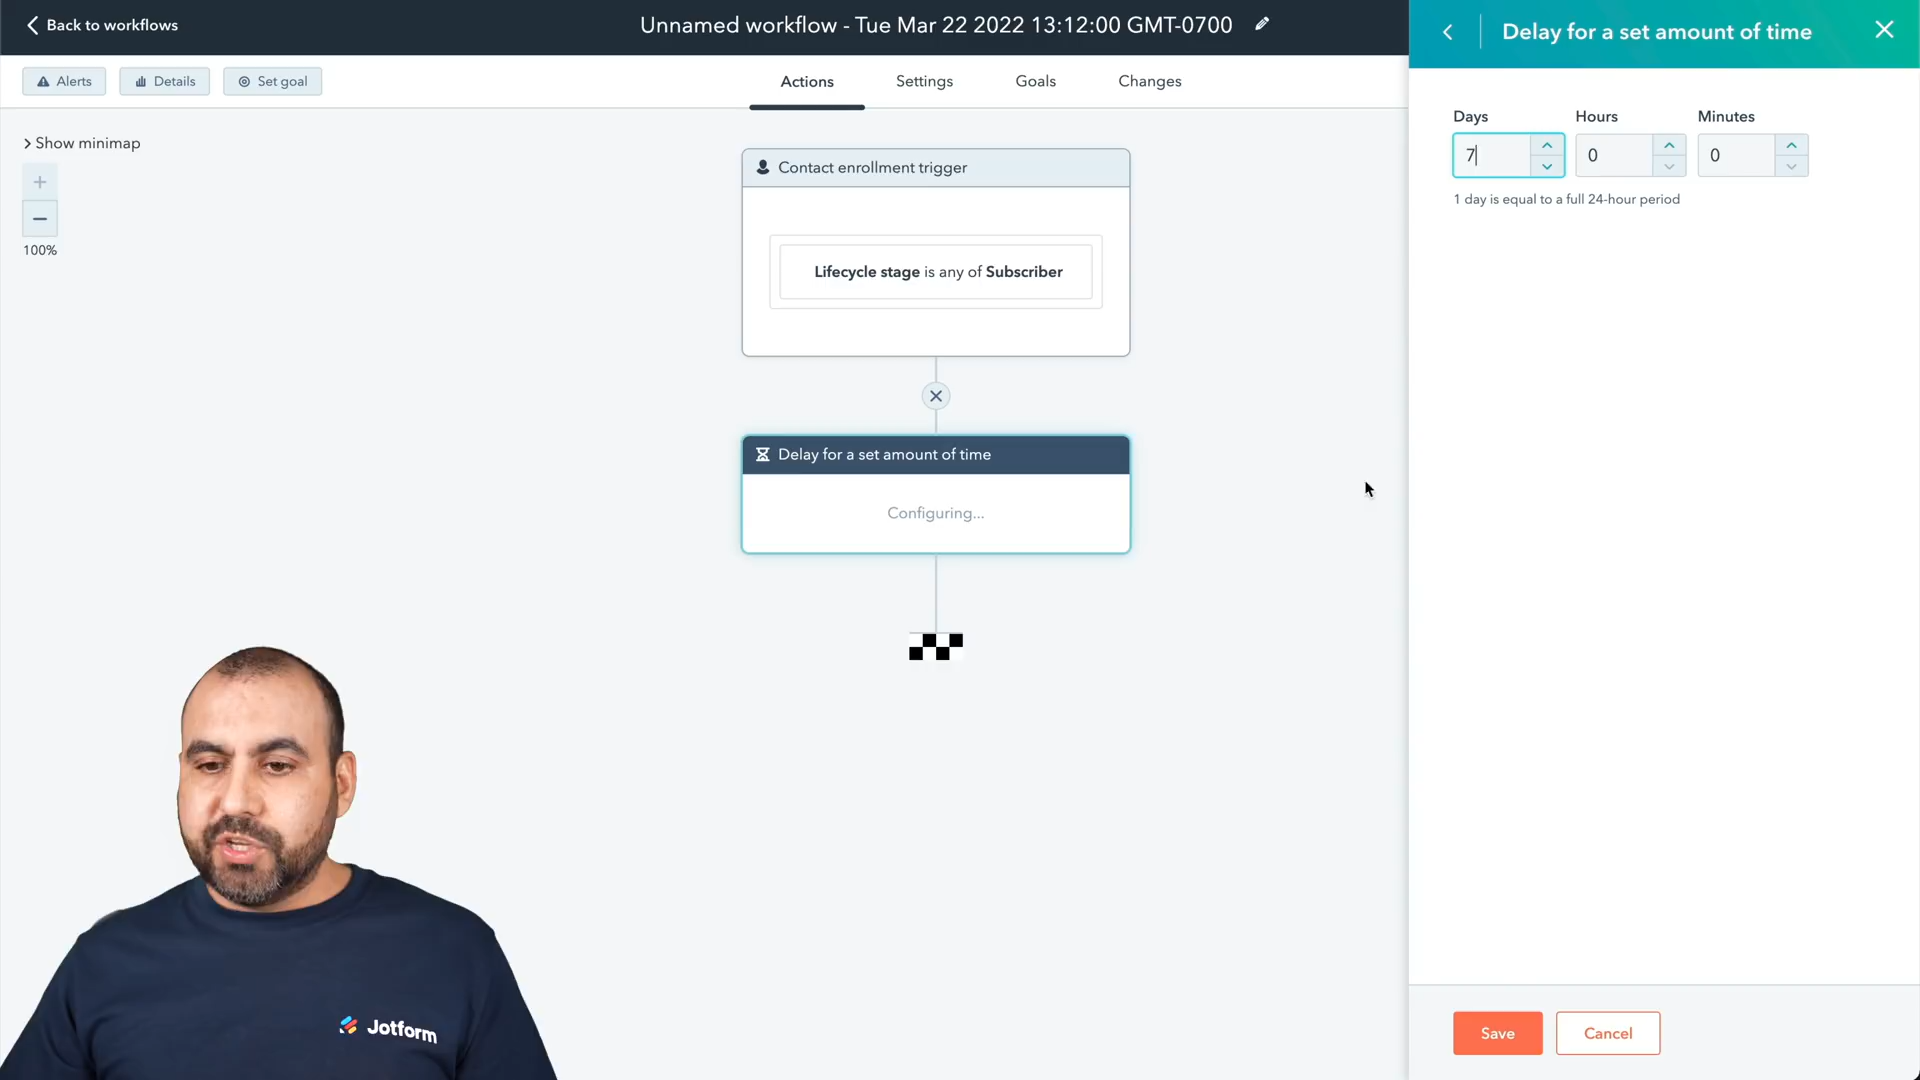 Back to workflows
Unnamed workflow - Tue Mar 22 2022 13:12:00 GMT-0700
Delay for a set amount of time
Alerts
Details
Set goal
Actions
Settings
Goals
Changes
Show minimap
100%
Contact enrollment trigger
Lifecycle stage is any of Subscriber
Delay for a set amount of time
Configuring...
Days
Hours
Minutes
7
0
0
1 day is equal to a full 24-hour period
Save
Cancel
Jotform